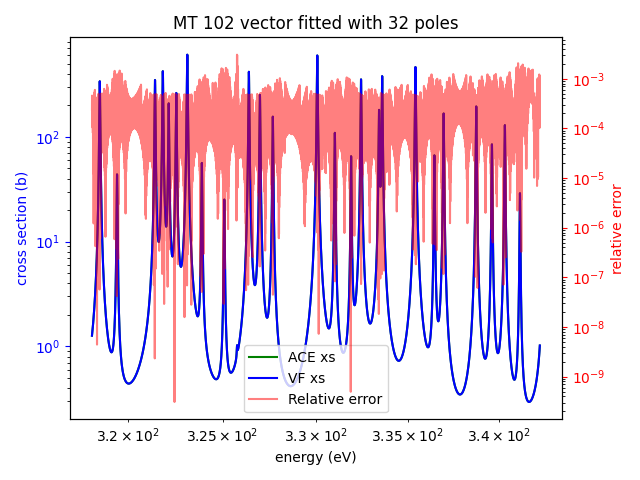 MT 102 vector fitted with 32 poles
cross section (b)
10²
10¹
10⁰
10⁻³
10⁻⁴
10⁻⁵
10⁻⁶
10⁻⁷
10⁻⁸
10⁻⁹
relative error
ACE xs
VF xs
Relative error
3.2 × 10² 3.25 × 10² 3.3 × 10² 3.35 × 10² 3.4 × 10²
energy (eV)